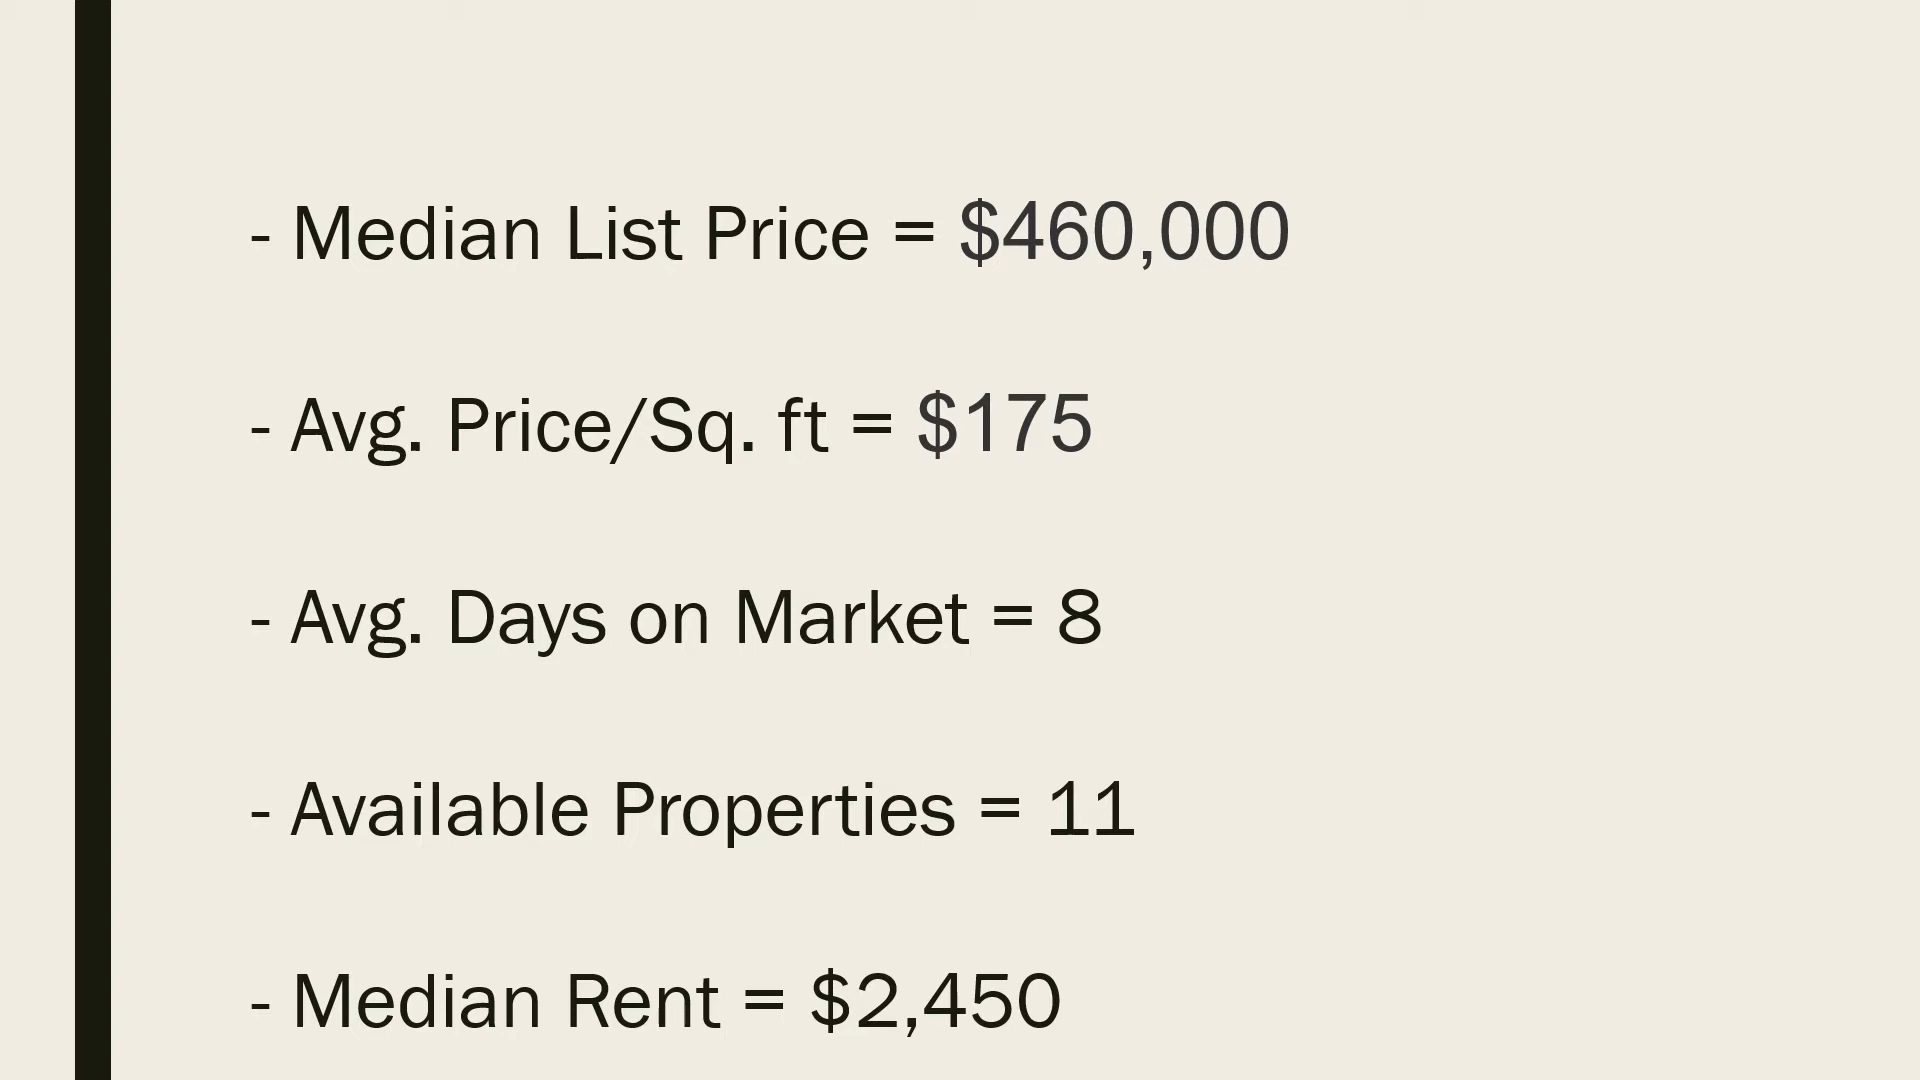 - Median List Price = $460,000
- Avg. Price/Sq. ft = $175
- Avg. Days on Market = 8
- Available Properties = 11
- Median Rent = $2,450